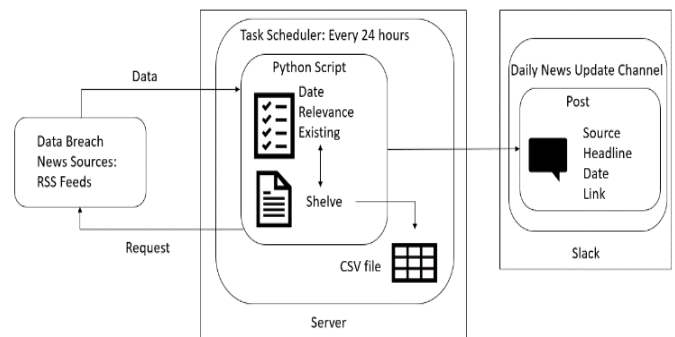 Data
Data Breach
News Sources:
RSS Feeds
Request
Task Scheduler: Every 24 hours
Python Script
Date
Relevance
Existing
Shelve
CSV file
Server
Daily News Update Channel
Post
Source
Headline
Date
Link
Slack